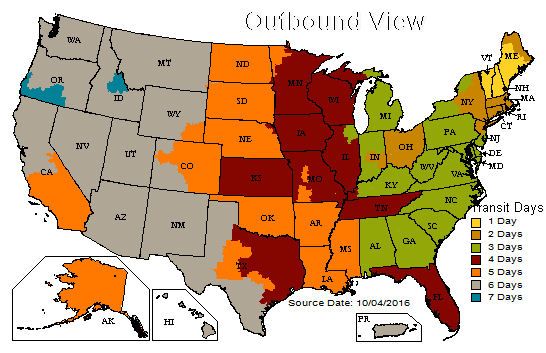 Outbound View
WA
MT
ND
MN
VT
ME
OR
ID
SD
WI
MI
NY
NH
MA
WY
RI
CT
NE
IA
PA
NJ
NV
UT
CO
IL
IN
OH
DE
MD
CA
KS
MO
WV
VA
KY
NC
AZ
NM
OK
AR
TN
SC
MS
AL
GA
TX
LA
FL
AK
HI
PR
Transit Days
1 Day
2 Days
3 Days
4 Days
5 Days
6 Days
7 Days
Source Date: 10/04/2016